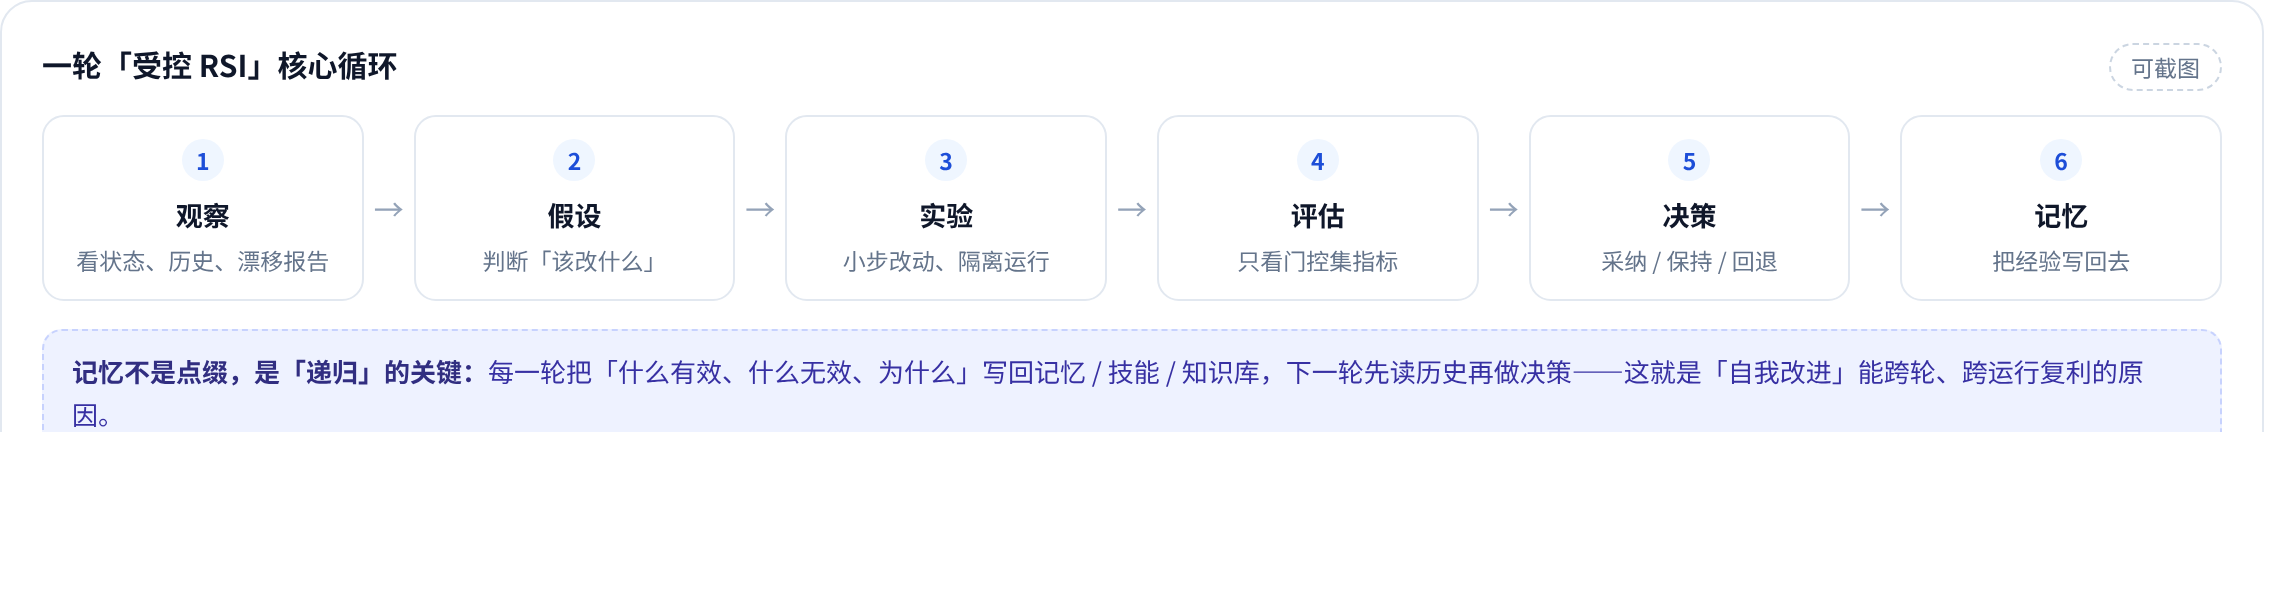 一轮「受控 RSI」核心循环
可截图
1
观察
看状态、历史、漂移报告
2
假设
判断「该改什么」
3
实验
小步改动、隔离运行
4
评估
只看门控集指标
5
决策
采纳 / 保持 / 回退
6
记忆
把经验写回去
记忆不是点缀，是「递归」的关键：每一轮把「什么有效、什么无效、为什么」写回记忆 / 技能 / 知识库，下一轮先读历史再做决策——这就是「自我改进」能跨轮、跨运行复利的原
因。